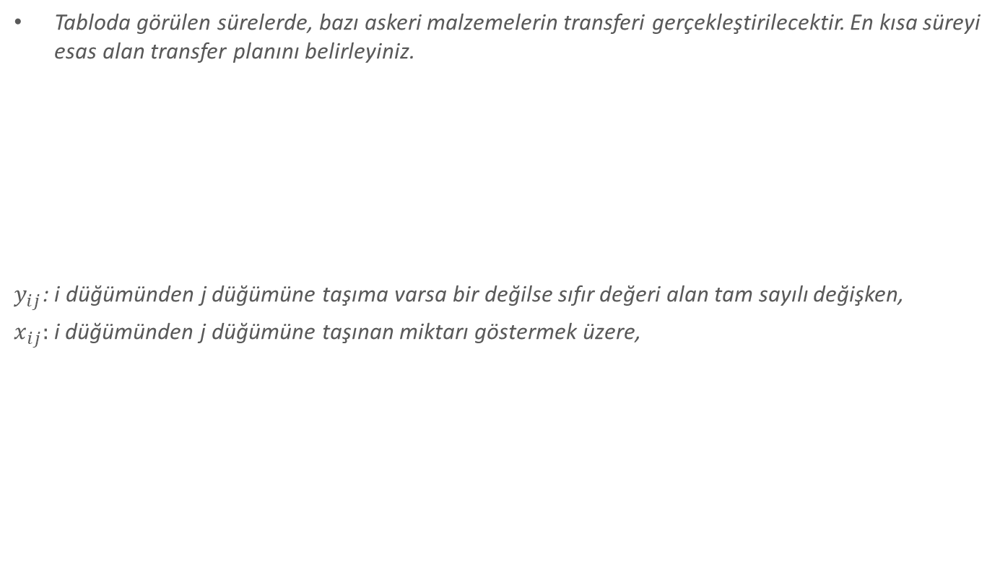 • Tabloda görülen sürelerde, bazı askeri malzemelerin transferi gerçekleştirilecektir. En kısa süreyi
esas alan transfer planını belirleyiniz.
y_{ij}: i düğümünden j düğümüne taşıma varsa bir değilse sıfır değeri alan tam sayılı değişken,
x_{ij}: i düğümünden j düğümüne taşınan miktarı göstermek üzere,